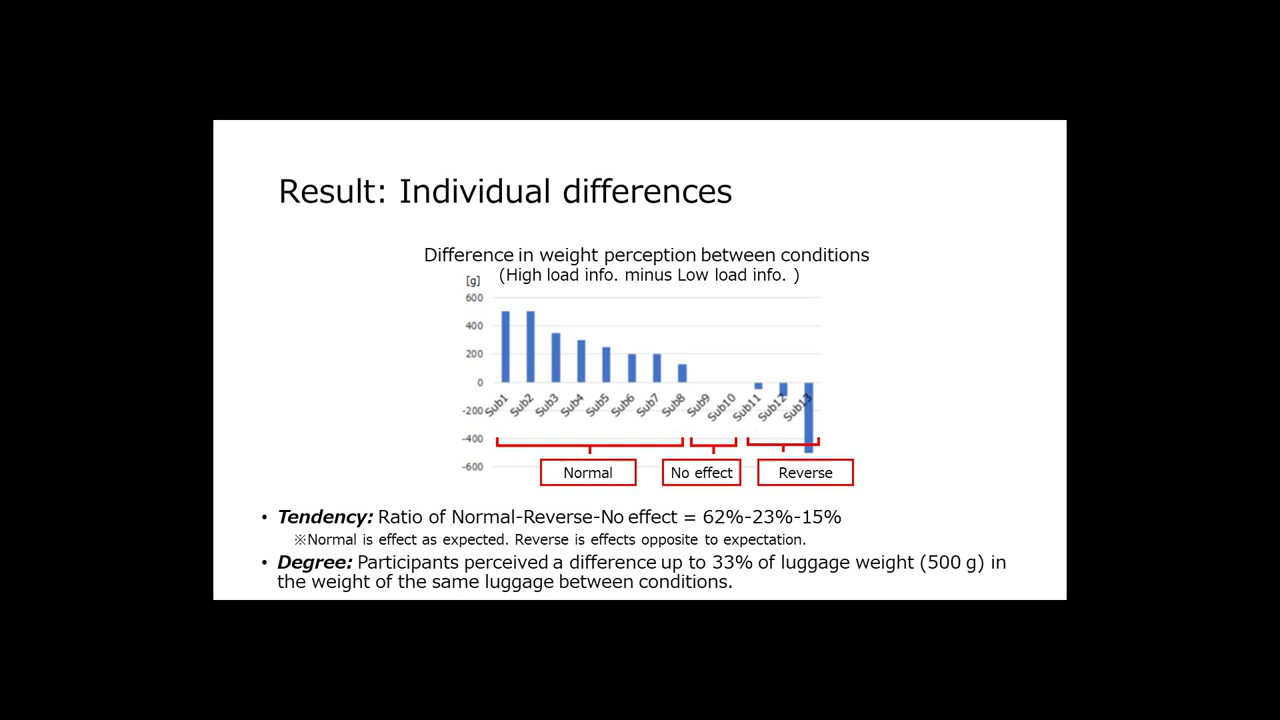 Result: Individual differences
Difference in weight perception between conditions
(High load info. minus Low load info. )
[g]
600
400
200
0
-200
-400
-600
Sub1 Sub2 Sub3 Sub4 Sub5 Sub6 Sub7 Sub8 Sub9 Sub10 Sub11 Sub12 Sub13
Normal No effect Reverse
• Tendency: Ratio of Normal-Reverse-No effect = 62%-23%-15%
※Normal is effect as expected. Reverse is effects opposite to expectation.
• Degree: Participants perceived a difference up to 33% of luggage weight (500 g) in
the weight of the same luggage between conditions.